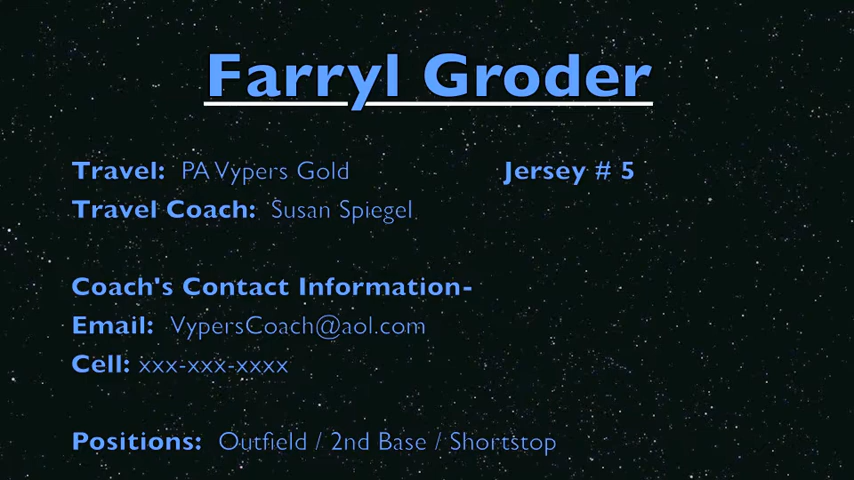 Farryl Groder
Travel: PA Vypers Gold
Jersey # 5
Travel Coach: Susan Spiegel
Coach's Contact Information-
Email: VypersCoach@aol.com
Cell: xxx-xxx-xxxx
Positions: Outfield / 2nd Base / Shortstop